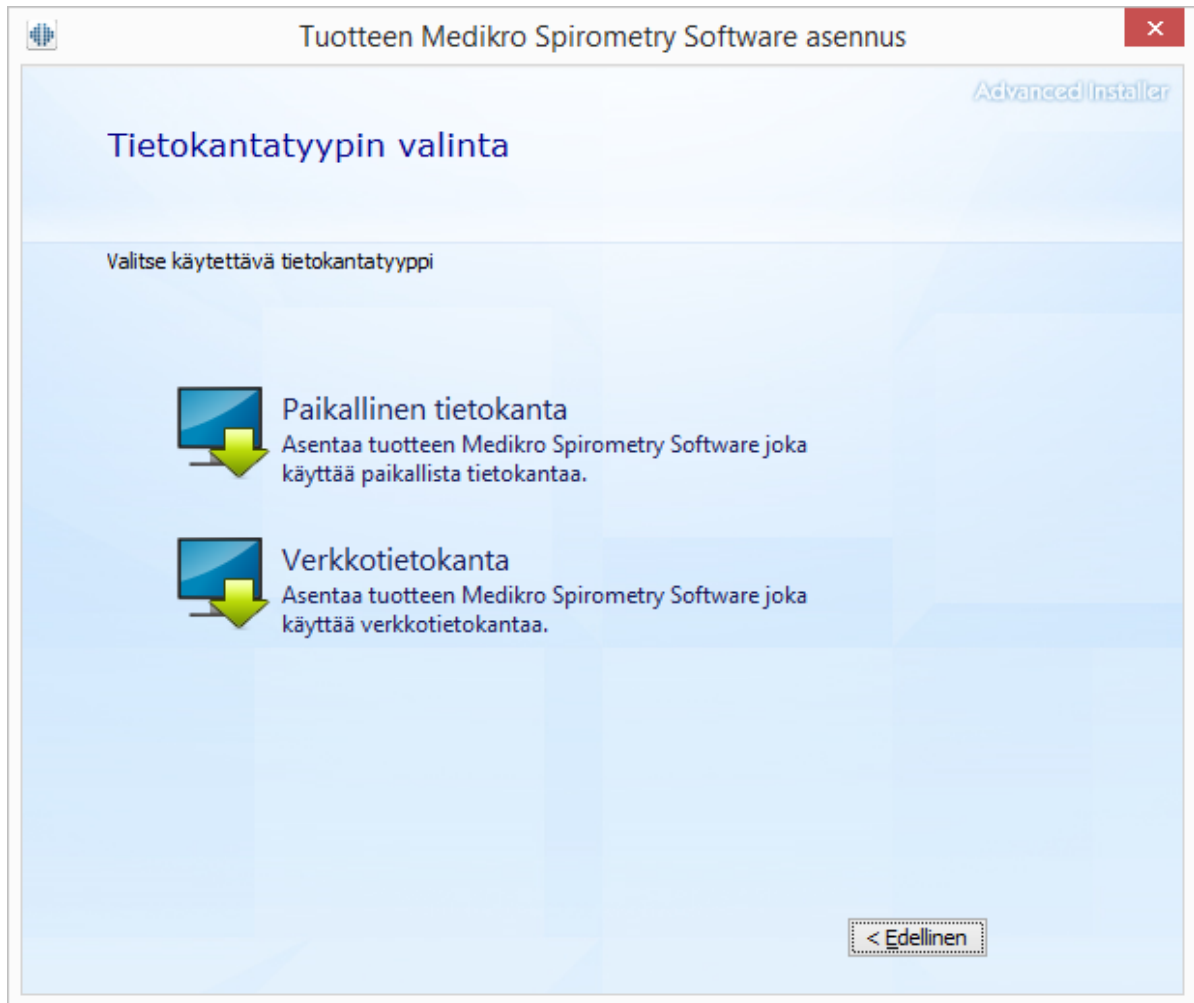 Tuotteen Medikro Spirometry Software asennus
Advanced Installer
Tietokantatyypin valinta
Valitse käytettävä tietokantatyyppi
Paikallinen tietokanta
Asentaa tuotteen Medikro Spirometry Software joka
käyttää paikallista tietokantaa.
Verkkotietokanta
Asentaa tuotteen Medikro Spirometry Software joka
käyttää verkkotietokantaa.
< Edellinen